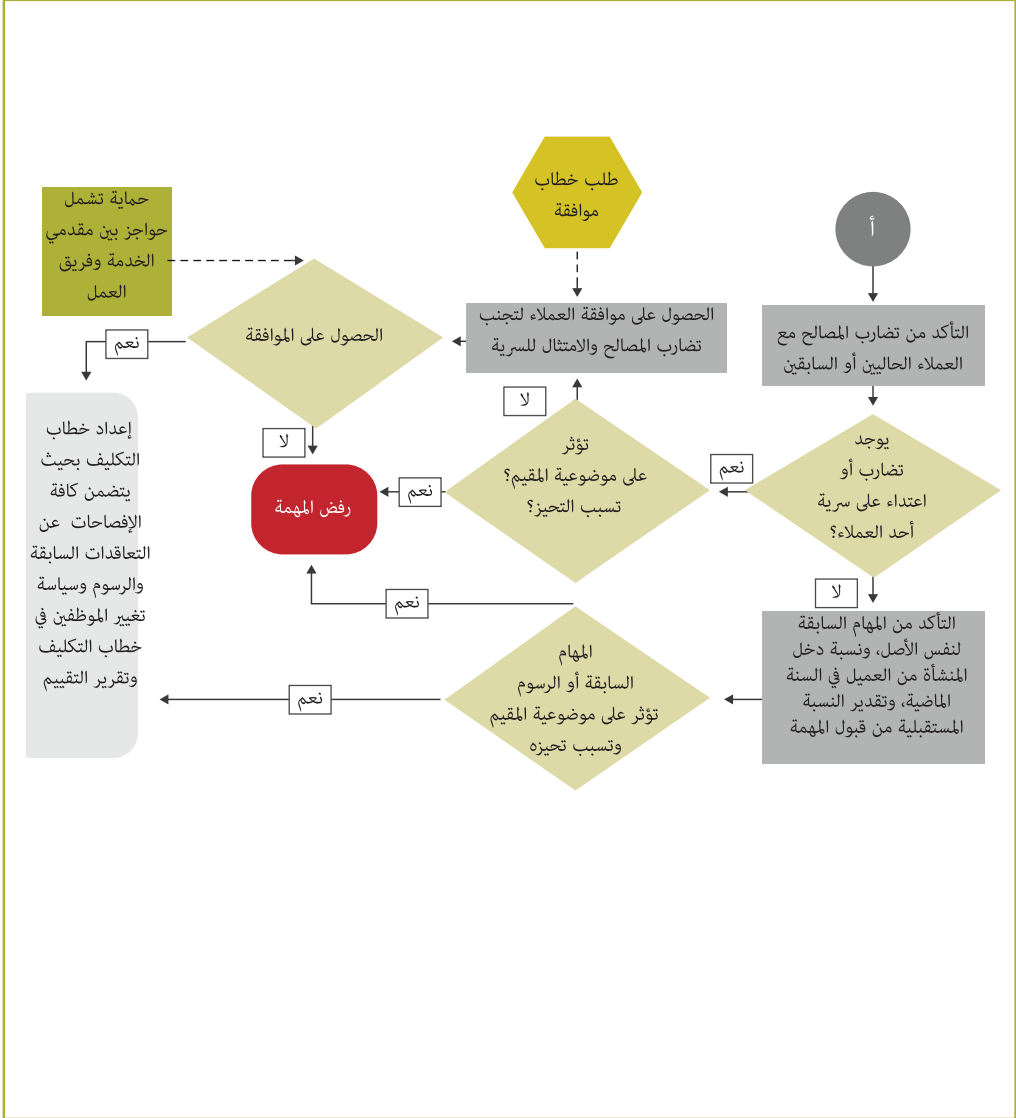 أ
التأكد من تضارب المصالح مع
العملاء الحاليين أو السابقين
يوجد
تضارب أو
اعتداء على سرية
أحد العملاء؟
نعم
لا
التأكد من المهام السابقة
لنفس الأصل، ونسبة دخل
المنشأة من العميل في السنة
الماضية، وتقدير النسبة
المستقبلية من قبول المهمة
طلب خطاب
موافقة
الحصول على موافقة العملاء لتجنب
تضارب المصالح والامتثال للسرية
لا
تؤثر
على موضوعية المقيم؟
تسبب التحيز؟
نعم
المهام
السابقة أو الرسوم
تؤثر على موضوعية المقيم
وتسبب تحيزه
نعم
نعم
الحصول على الموافقة
لا
رفض المهمة
نعم
حماية تشمل
حواجز بين مقدمي
الخدمة وفريق
العمل
إعداد خطاب
التكليف بحيث
يتضمن كافة
الإفصاحات عن
التعاقدات السابقة
والرسوم وسياسة
تغيير الموظفين في
خطاب التكليف
وتقرير التقييم